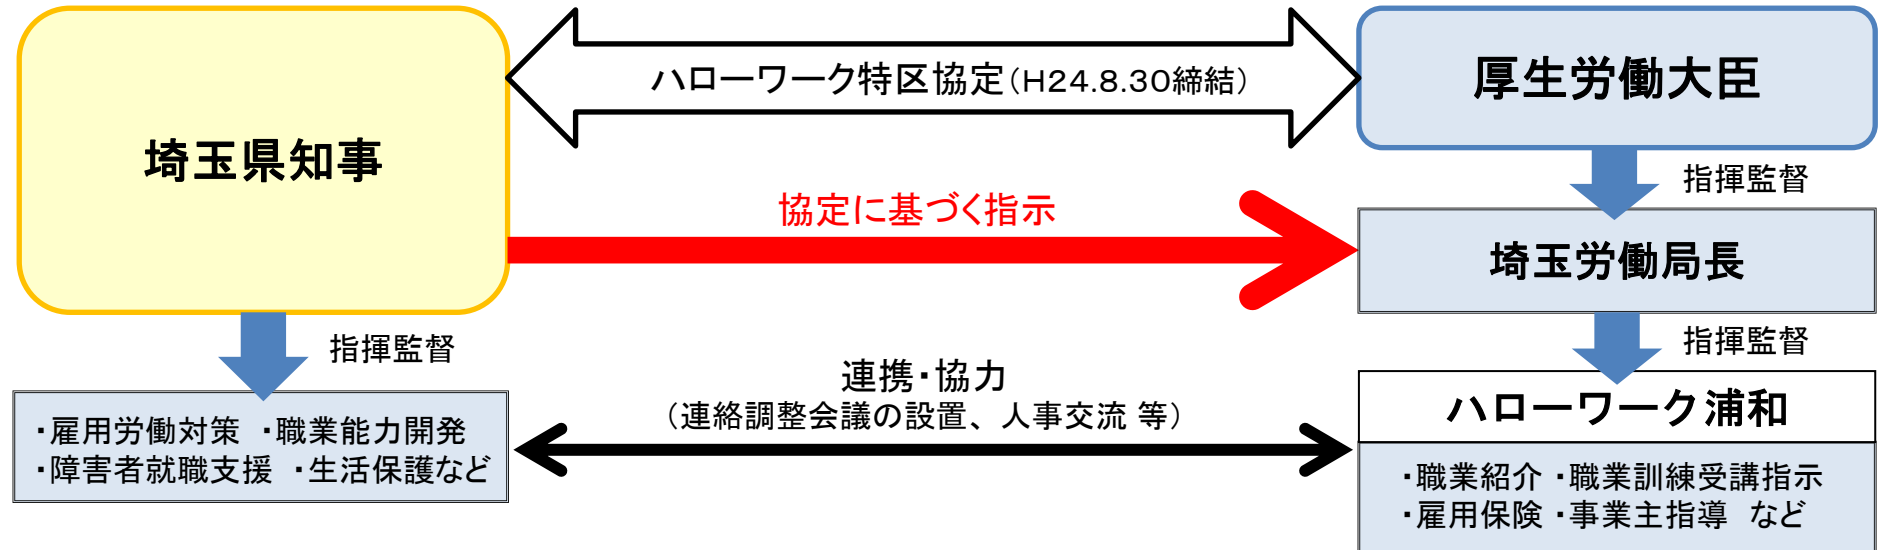 ハローワーク特区協定（H24.8.30締結）
厚生労働大臣
埼玉県知事
指揮監督
協定に基づく指示
埼玉労働局長
指揮監督
指揮監督
連携・協力
（連絡調整会議の設置、人事交流 等）
ハローワーク浦和
・雇用労働対策 ・職業能力開発
・障害者就職支援 ・生活保護など
・職業紹介 ・職業訓練受講指示
・雇用保険 ・事業主指導 など